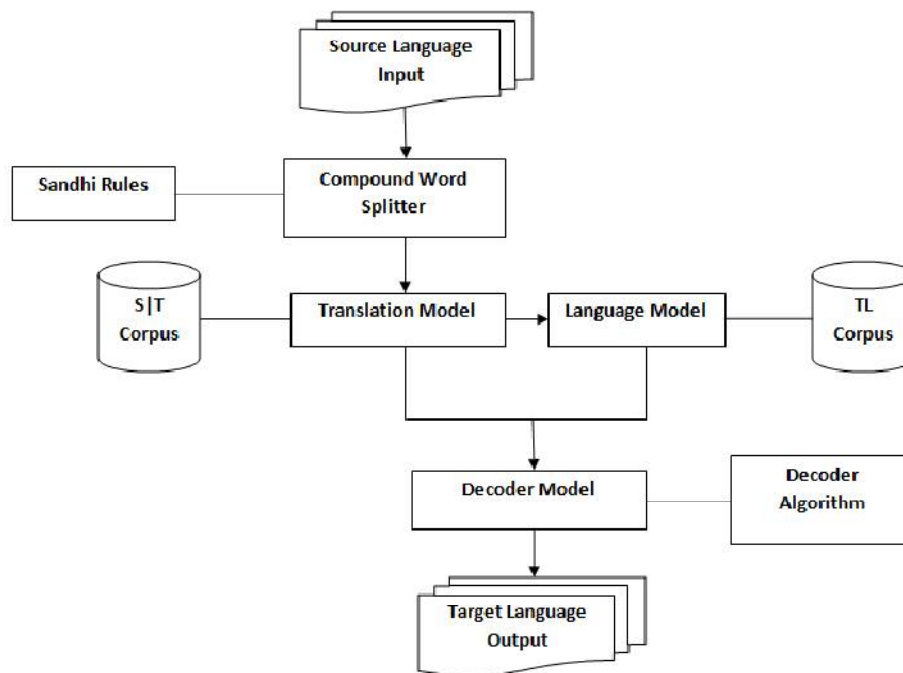 Source Language
Input
Sandhi Rules
Compound Word
Splitter
S|T
Corpus
Translation Model
Language Model
TL
Corpus
Decoder Model
Decoder
Algorithm
Target Language
Output